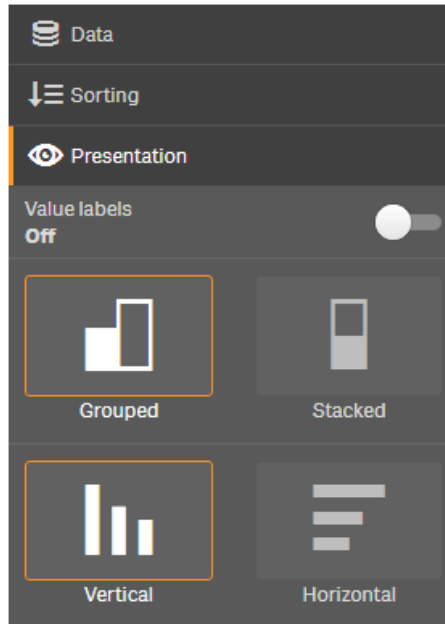 Data
Sorting
Presentation
Value labels
Off
Grouped Stacked
Vertical Horizontal